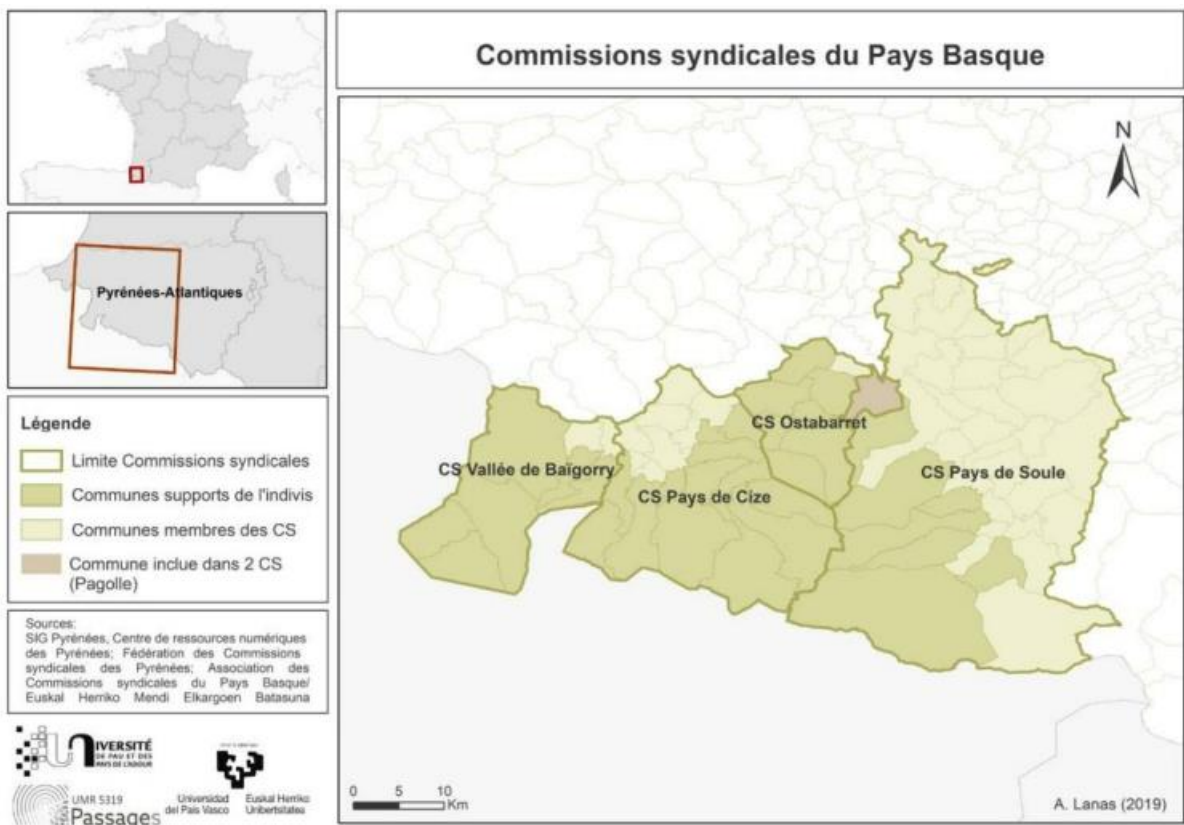 Commissions syndicales du Pays Basque
Pyrénées-Atlantiques
Légende
Limite Commissions syndicales
Communes supports de l'indivis
Communes membres des CS
Commune inclue dans 2 CS
(Pagolle)
Sources:
SIG Pyrénées, Centre de ressources numériques
des Pyrénées; Fédération des Commissions
syndicales des Pyrénées; Association des
Commissions syndicales du Pays Basque/
Euskal Herriko Mendi Elkargoen Batasuna
UNIVERSITÉ
DE PAU ET DES
PAYS DE L'ADOUR
UMR 5319
Passages
Universidad
del País Vasco
Euskal Herriko
Unibertsitatea
N
CS Ostabarret
CS Vallée de Baïgorry
CS Pays de Soule
CS Pays de Cize
0 5 10
Km
A. Lanas (2019)